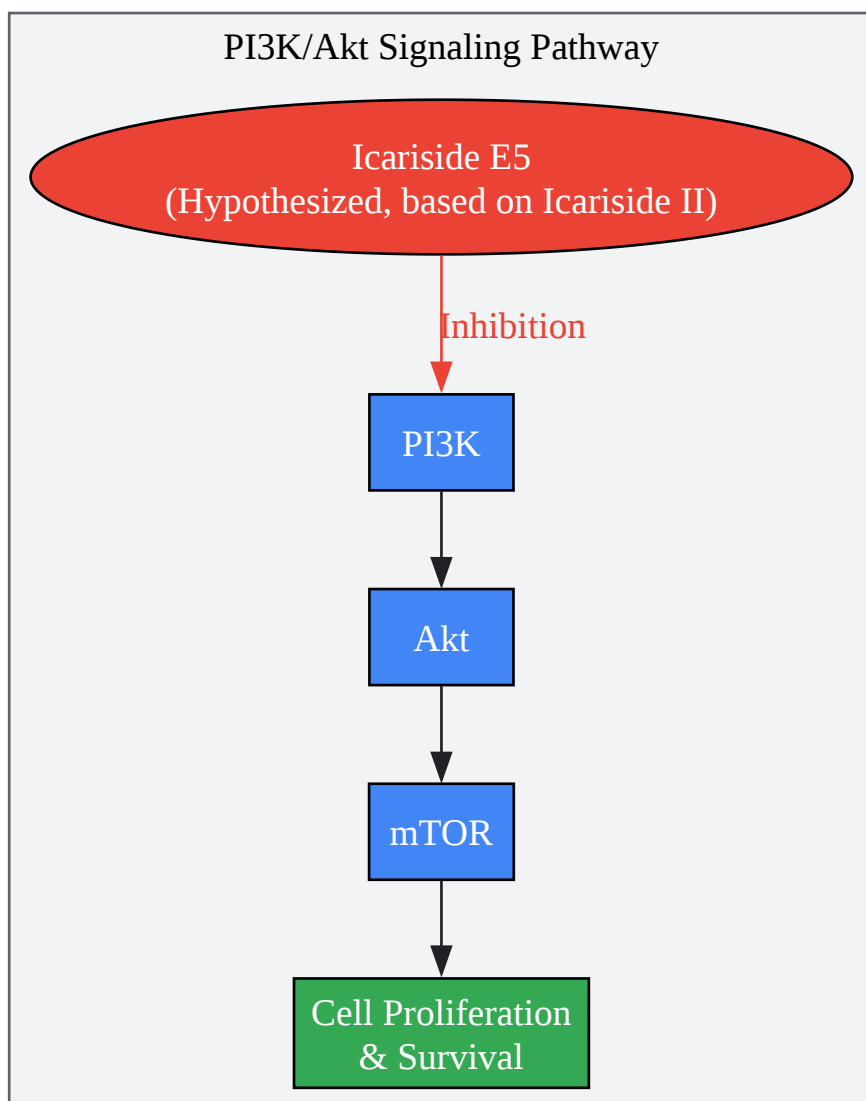 PI3K/Akt Signaling Pathway
Icariside E5
(Hypothesized, based on Icariside II)
Inhibition
PI3K
Akt
mTOR
Cell Proliferation
& Survival